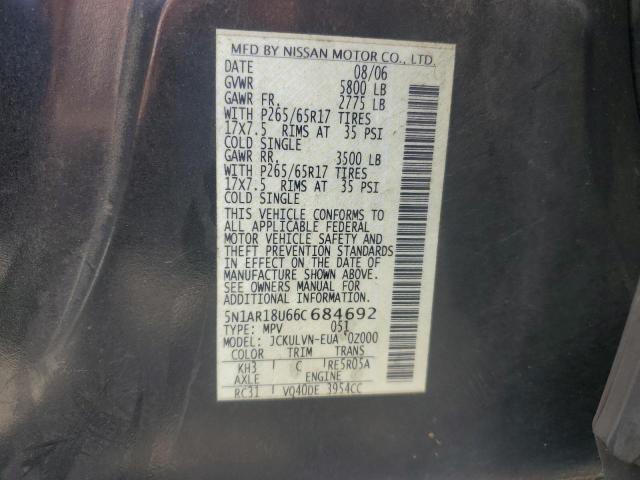 MFD BY NISSAN MOTOR CO., LTD.
DATE 08/06
GVWR 5800 LB
GAWR FR. 2775 LB
WITH P265/65R17 TIRES
17X7.5 RIMS AT 35 PSI
COLD SINGLE
GAWR RR. 3500 LB
WITH P265/65R17 TIRES
17X7.5 RIMS AT 35 PSI
COLD SINGLE
THIS VEHICLE CONFORMS TO
ALL APPLICABLE FEDERAL
MOTOR VEHICLE SAFETY AND
THEFT PREVENTION STANDARDS
IN EFFECT ON THE DATE OF
MANUFACTURE SHOWN ABOVE.
SEE OWNERS MANUAL FOR
ADDITIONAL INFORMATION.
5N1AR18U66C684692
TYPE: MPV 051
MODEL: JCKULVN-EUA 0Z000
COLOR TRIM TRANS
KH3 C RE5R05A
AXLE ENGINE
RC31 VQ40DE 3954CC